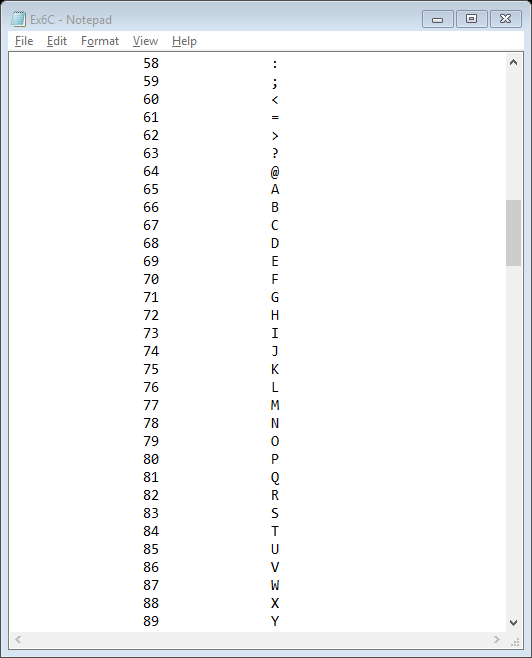 Ex6C - Notepad
File Edit Format View Help
58 :
59 ;
60 <
61 =
62 >
63 ?
64 @
65 A
66 B
67 C
68 D
69 E
70 F
71 G
72 H
73 I
74 J
75 K
76 L
77 M
78 N
79 O
80 P
81 Q
82 R
83 S
84 T
85 U
86 V
87 W
88 X
89 Y